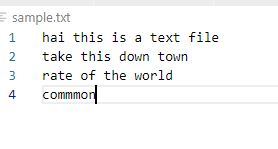 sample.txt
1 hai this is a text file
2 take this down town
3 rate of the world
4 commmon